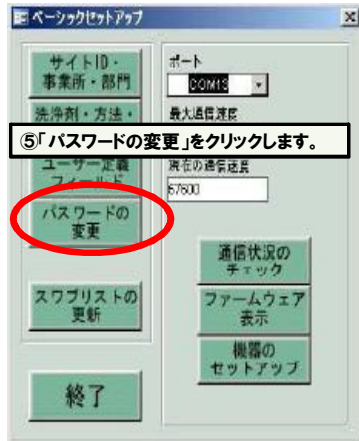 ベーシックセットアップ
サイトID・
事業所・部門
洗浄剤・方法・
⑤「パスワードの変更」をクリックします。
ユーザー定義
フィールド
パスワードの
変更
スワブリストの
更新
終了
ポート
COM13
最大通信速度
現在の通信速度
57600
通信状況の
チェック
ファームウェア
表示
機器の
セットアップ